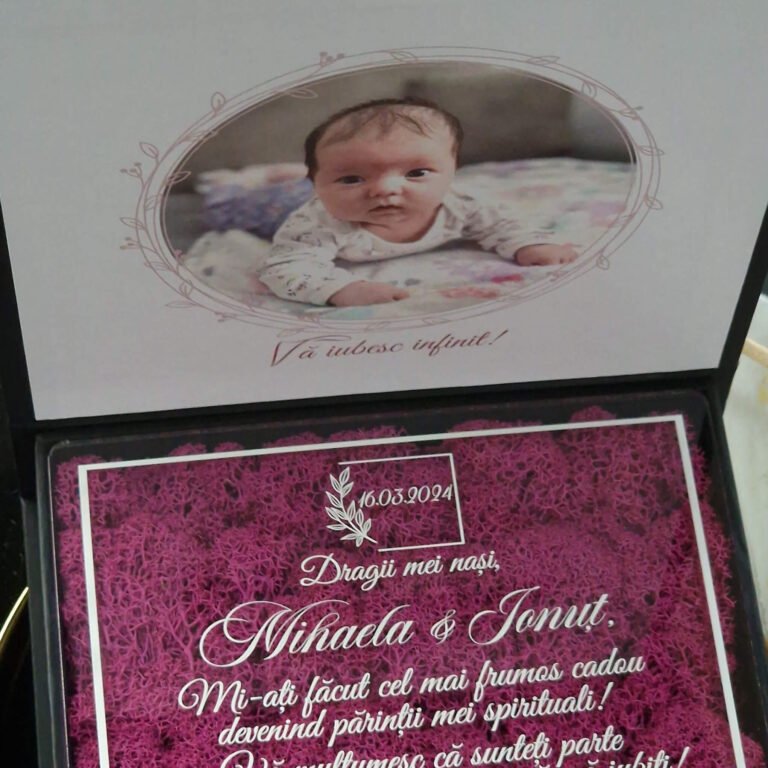 Vă iubesc infinit!
16.03.2024
Dragii mei nași,
Mihaela & Ionuț,
Mi-ați făcut cel mai frumos cadou
devenind părinții mei spirituali!
Vă mulțumesc că sunteți parte
iubiți!